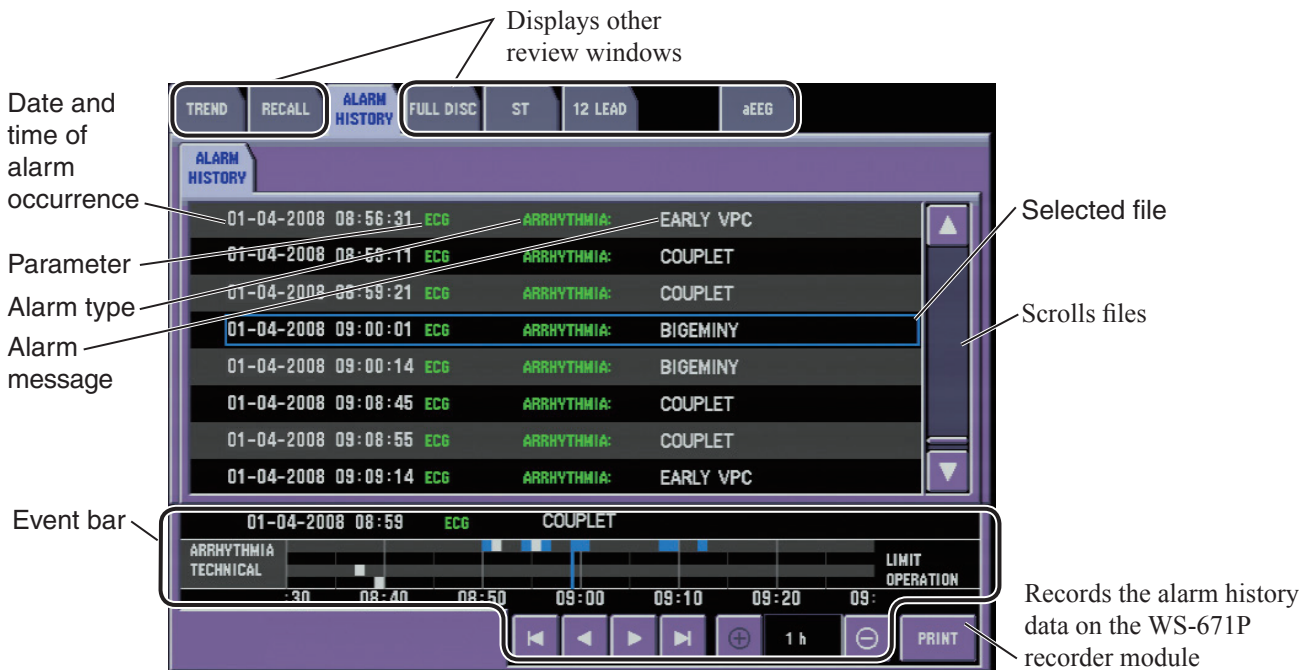 Displays other
review windows
Date and
time of
alarm
occurrence
Parameter
Alarm type
Alarm
message
Event bar
TREND RECALL ALARM HISTORY FULL DISC ST 12 LEAD aEEG
ALARM
HISTORY
01-04-2008 08:56:31 ECG ARRHYTHMIA: EARLY VPC
01-04-2008 08:59:11 ECG ARRHYTHMIA: COUPLET
01-04-2008 08:59:21 ECG ARRHYTHMIA: COUPLET
01-04-2008 09:00:01 ECG ARRHYTHMIA: BIGEMINY
01-04-2008 09:00:14 ECG ARRHYTHMIA: BIGEMINY
01-04-2008 09:08:45 ECG ARRHYTHMIA: COUPLET
01-04-2008 09:08:55 ECG ARRHYTHMIA: COUPLET
01-04-2008 09:09:14 ECG ARRHYTHMIA: EARLY VPC
01-04-2008 08:59 ECG COUPLET
ARRHYTHMIA
TECHNICAL
LIMIT
OPERATION
:30 08:40 08:50 09:00 09:10 09:20 09:
1 h PRINT
Selected file
Scrolls files
Records the alarm history
data on the WS-671P
recorder module